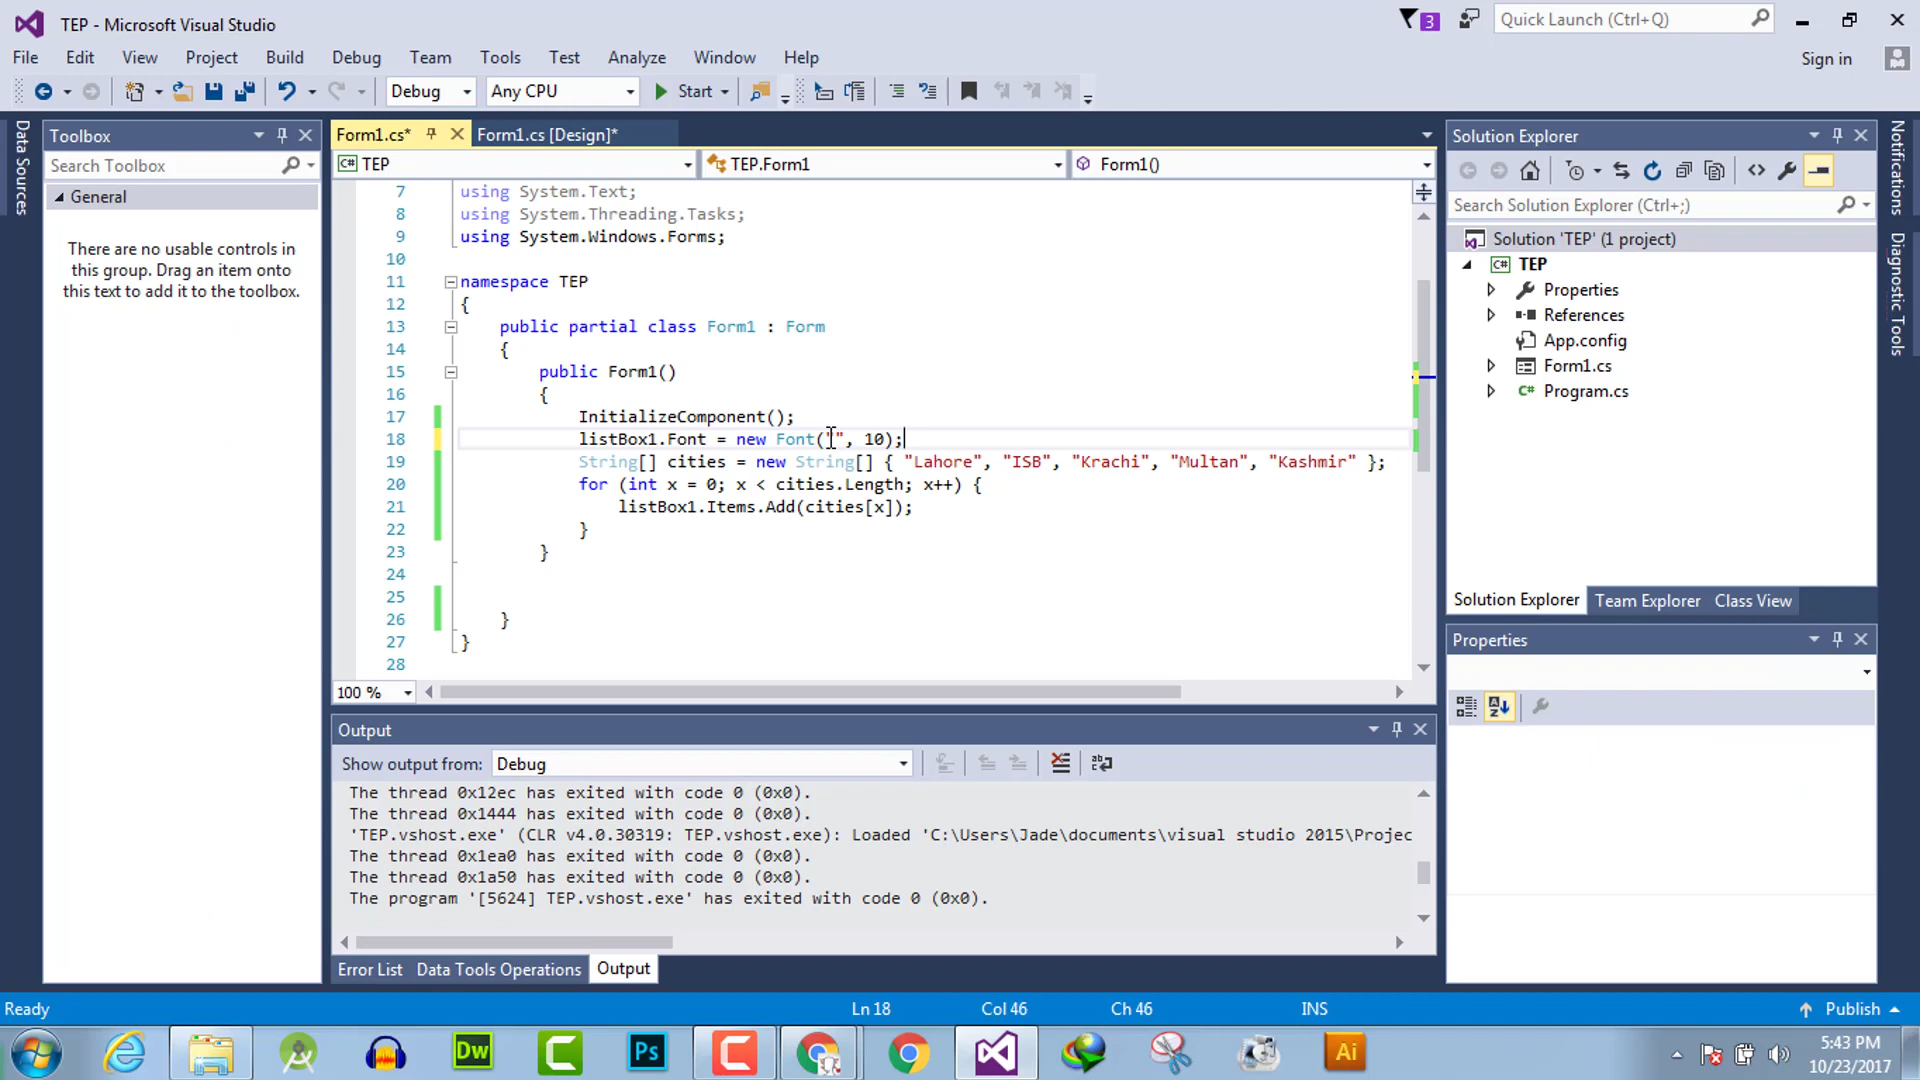 TEP - Microsoft Visual Studio
3
Quick Launch (Ctrl+Q)
File Edit View Project Build Debug Team Tools Test Analyze Window Help
Sign in
Debug Any CPU Start
Data Sources
Toolbox
Search Toolbox
General
There are no usable controls in
this group. Drag an item onto
this text to add it to the toolbox.
Form1.cs* Form1.cs [Design]*
TEP TEP.Form1 Form1()
7 using System.Text;
8 using System.Threading.Tasks;
9 using System.Windows.Forms;
10
11 namespace TEP
12 {
13 public partial class Form1 : Form
14 {
15 public Form1()
16 {
17 InitializeComponent();
18 listBox1.Font = new Font("", 10);
19 String[] cities = new String[] { "Lahore", "ISB", "Krachi", "Multan", "Kashmir" };
20 for (int x = 0; x < cities.Length; x++) {
21 listBox1.Items.Add(cities[x]);
22 }
23 }
24
25
26 }
27 }
28
100 %
Output
Show output from: Debug
The thread 0x12ec has exited with code 0 (0x0).
The thread 0x1444 has exited with code 0 (0x0).
'TEP.vshost.exe' (CLR v4.0.30319: TEP.vshost.exe): Loaded 'C:\Users\Jade\documents\visual studio 2015\Projec
The thread 0x1ea0 has exited with code 0 (0x0).
The thread 0x1a50 has exited with code 0 (0x0).
The program '[5624] TEP.vshost.exe' has exited with code 0 (0x0).
Error List Data Tools Operations Output
Solution Explorer
Search Solution Explorer (Ctrl+;)
Solution 'TEP' (1 project)
C# TEP
Properties
References
App.config
Form1.cs
C# Program.cs
Solution Explorer Team Explorer Class View
Properties
Notifications
Diagnostic Tools
Ready Ln 18 Col 46 Ch 46 INS Publish
Dw Ps Ai
5:43 PM
10/23/2017